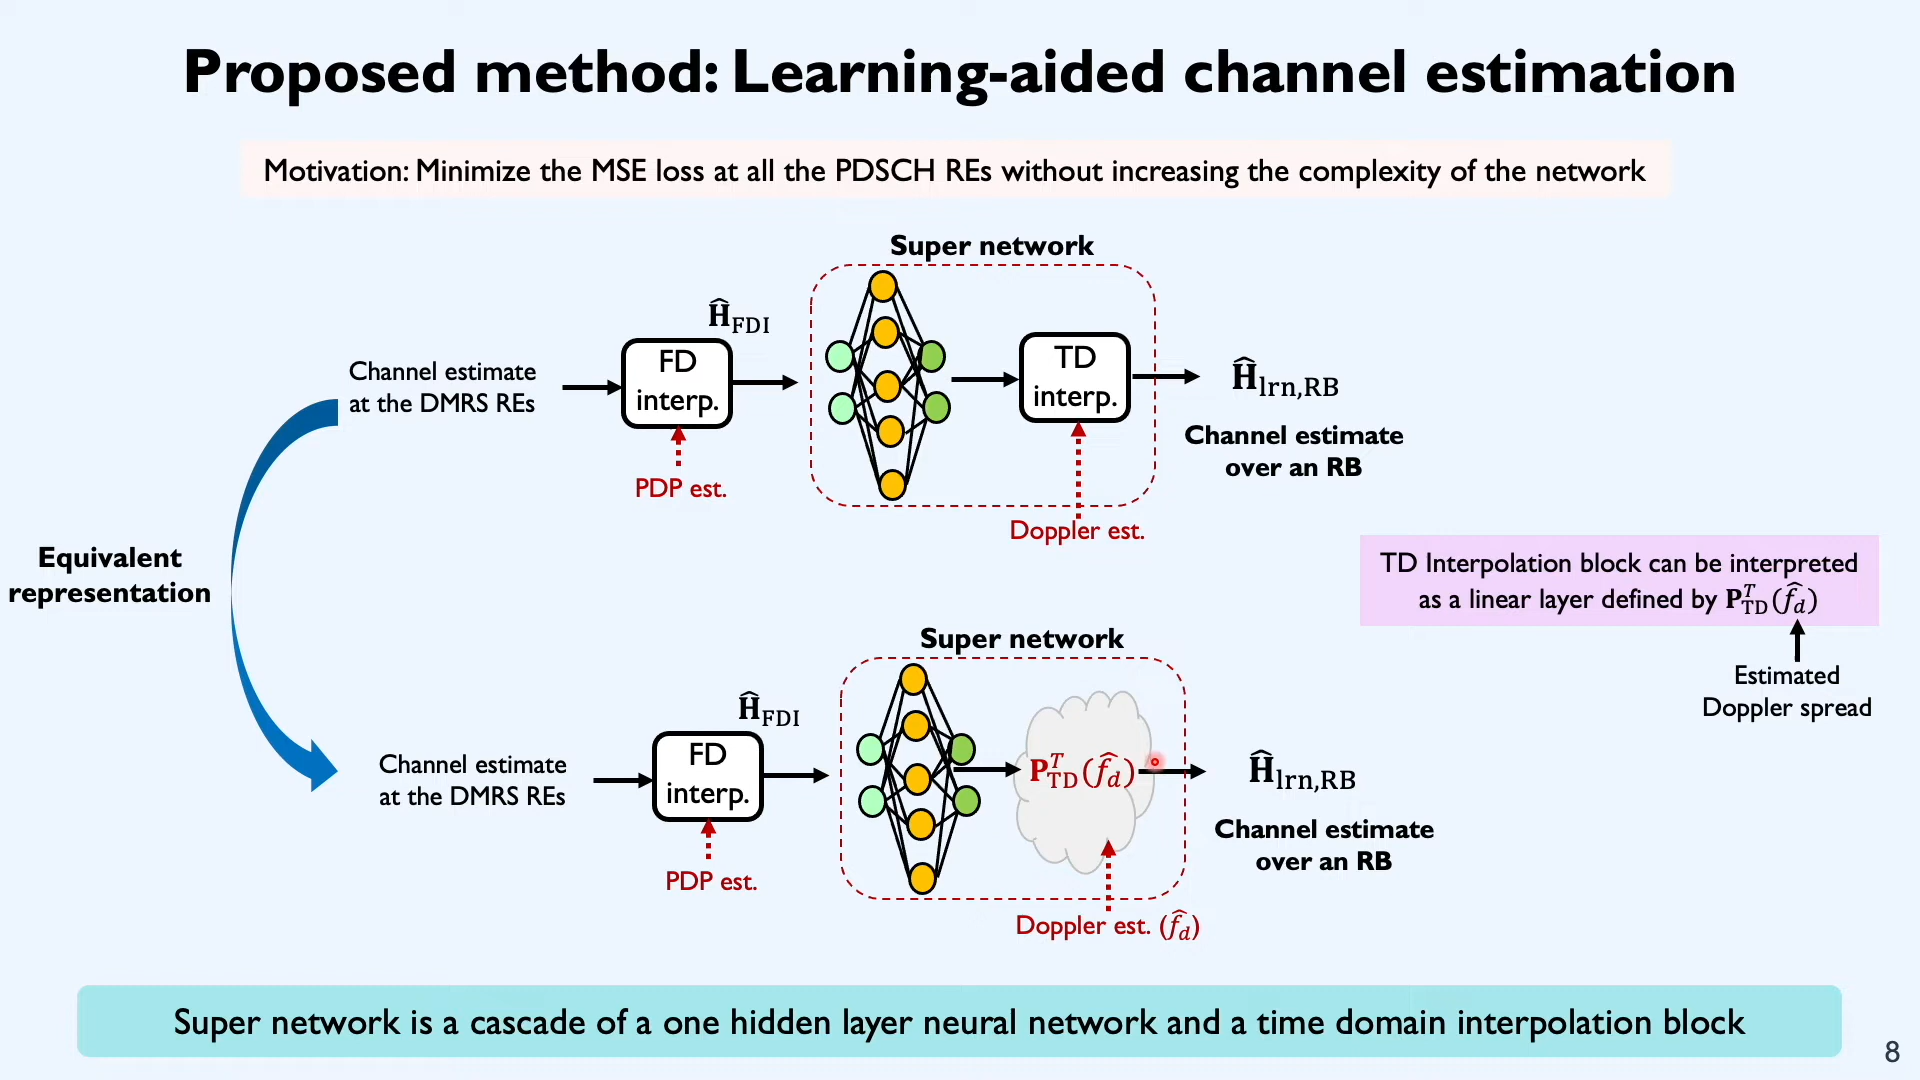 Proposed method: Learning-aided channel estimation
Motivation: Minimize the MSE loss at all the PDSCH REs without increasing the complexity of the network
Super network
Ĥ_FDI
Channel estimate
at the DMRS REs
FD
interp.
PDP est.
TD
interp.
Doppler est.
Ĥ_lrn,RB
Channel estimate
over an RB
Equivalent
representation
TD Interpolation block can be interpreted
as a linear layer defined by P_TD^T(f̂_d)
Estimated
Doppler spread
Super network
Ĥ_FDI
Channel estimate
at the DMRS REs
FD
interp.
PDP est.
P_TD^T(f̂_d)
Doppler est. (f̂_d)
Ĥ_lrn,RB
Channel estimate
over an RB
Super network is a cascade of a one hidden layer neural network and a time domain interpolation block
8